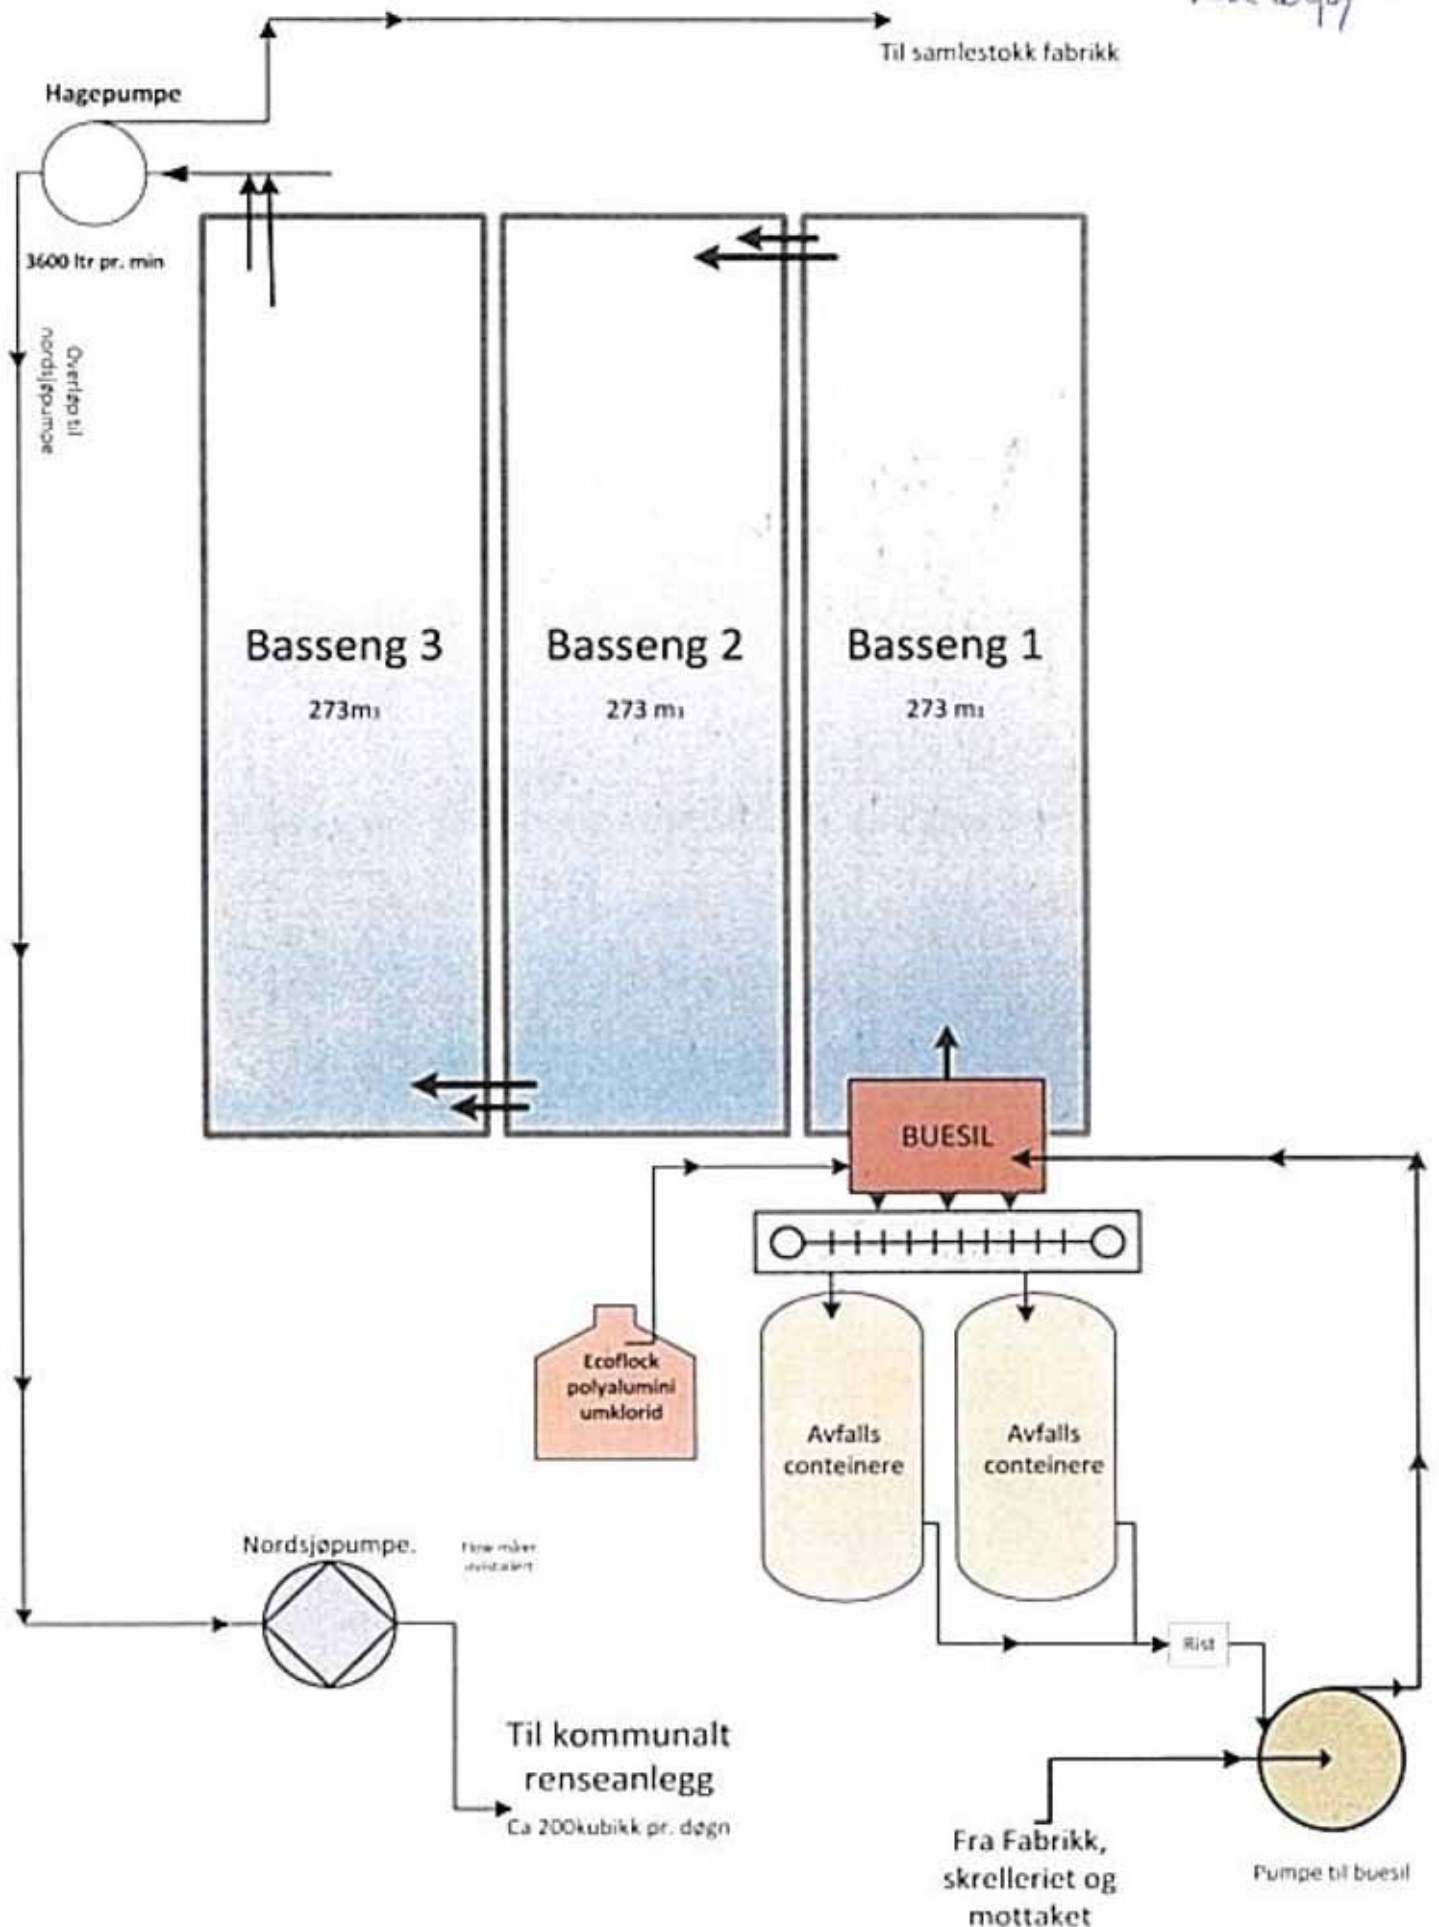 Til samlestokk fabrikk
Hagepumpe
3600 ltr pr. min
Overløp til
nordsjøpumpe
Basseng 3
273m3
Basseng 2
273 m3
Basseng 1
273 m3
BUESIL
Ecoflock
polyalumini
umklorid
Avfalls
conteinere
Avfalls
conteinere
Nordsjøpumpe.
Rist
Til kommunalt
renseanlegg
Ca 200kubikk pr. døgn
Fra Fabrikk,
skrelleriet og
mottaket
Pumpe til buesil